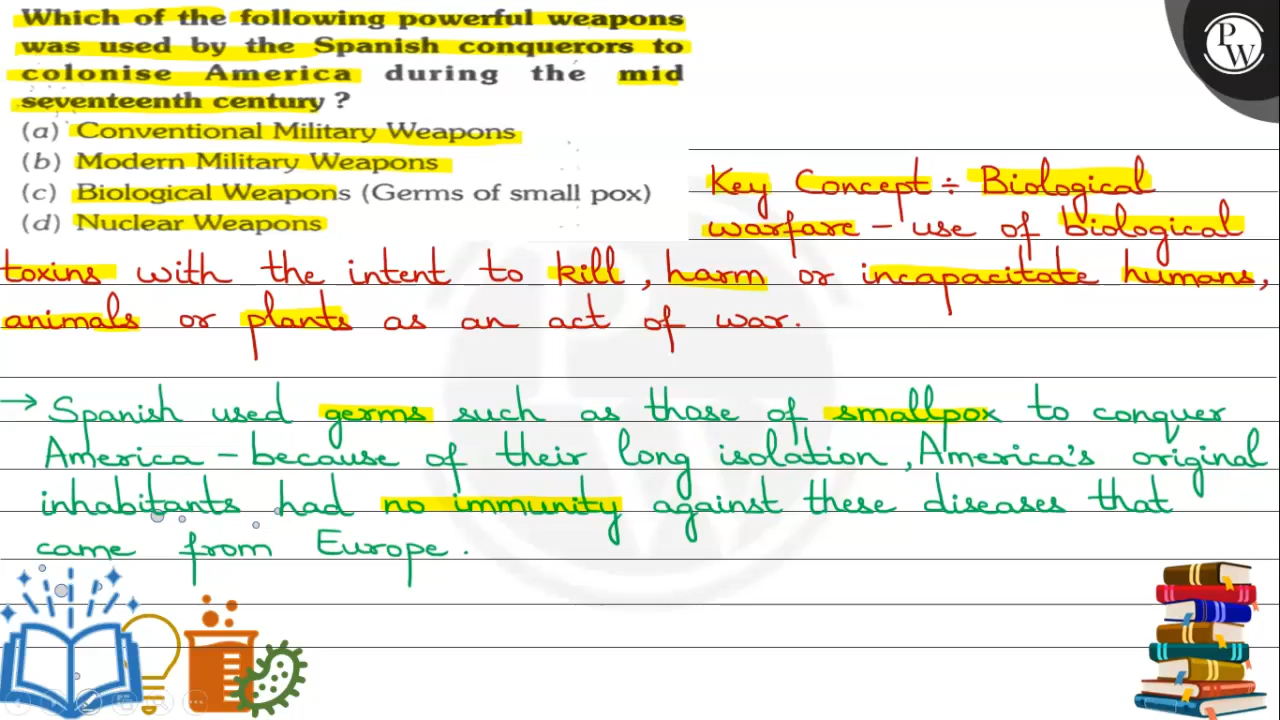 Which of the following powerful weapons
was used by the Spanish conquerors to
colonise America during the mid
seventeenth century ?
(a) Conventional Military Weapons
(b) Modern Military Weapons
(c) Biological Weapons (Germs of small pox)
(d) Nuclear Weapons
PW
Key Concept ÷ Biological
warfare – use of biological
toxins with the intent to kill, harm or incapacitate humans,
animals or plants as an act of war.
→ Spanish used germs such as those of smallpox to conquer
America – because of their long isolation, America's original
inhabitants had no immunity against these diseases that
came from Europe.